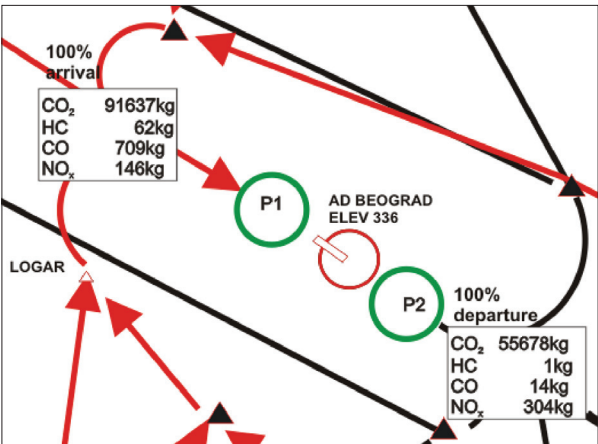 100%
arrival
CO₂ 91637kg
HC 62kg
CO 709kg
NOₓ 146kg
P1
AD BEOGRAD
ELEV 336
LOGAR
P2
100%
departure
CO₂ 55678kg
HC 1kg
CO 14kg
NOₓ 304kg